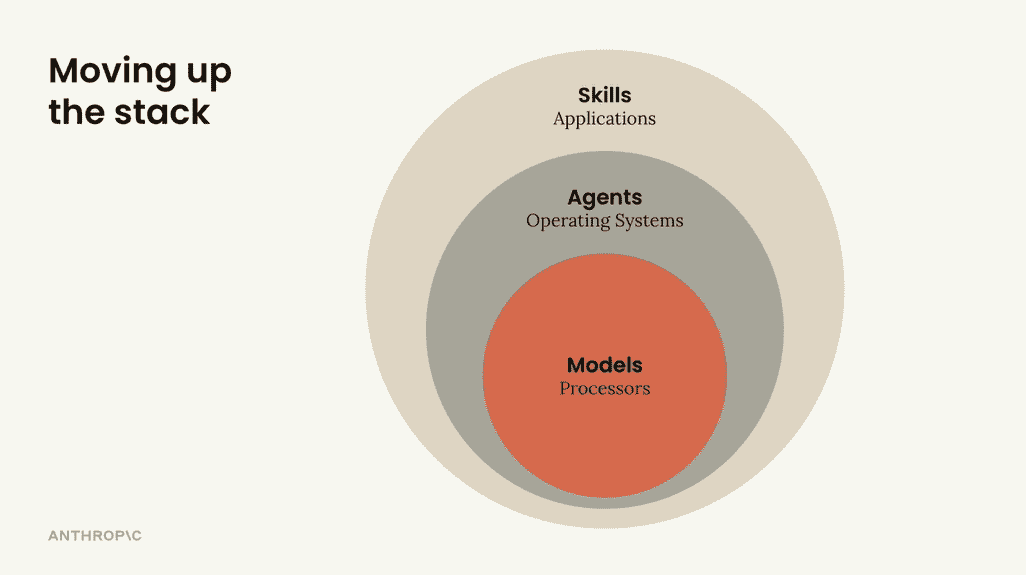 Moving up
the stack
Skills
Applications
Agents
Operating Systems
Models
Processors
ANTHROP\C